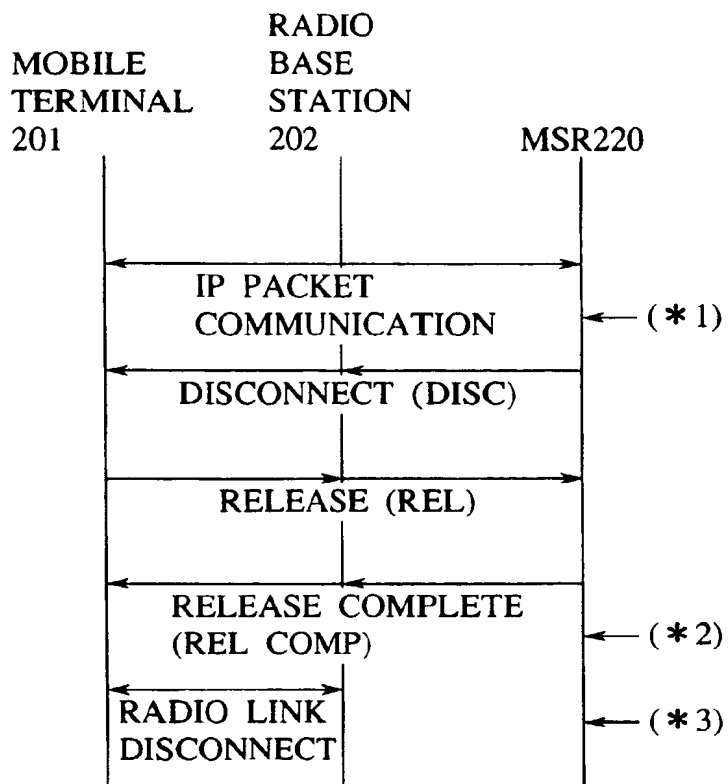 MOBILE
TERMINAL
201
RADIO
BASE
STATION
202
MSR220
IP PACKET
COMMUNICATION
(*1)
DISCONNECT (DISC)
RELEASE (REL)
RELEASE COMPLETE
(REL COMP)
(*2)
RADIO LINK
DISCONNECT
(*3)